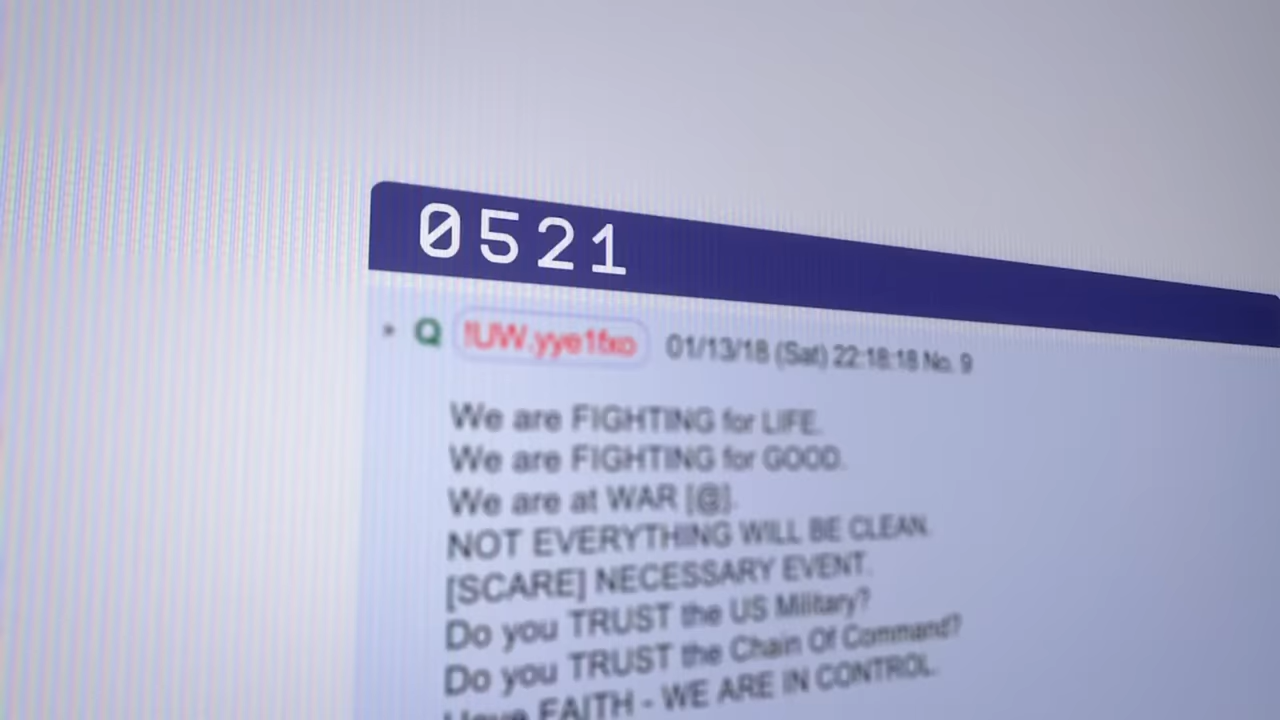 0521
Q !UW.yye1fxo 01/13/18 (Sat) 22:18:18 No. 9
We are FIGHTING for LIFE.
We are FIGHTING for GOOD.
We are at WAR [@].
NOT EVERYTHING WILL BE CLEAN.
[SCARE] NECESSARY EVENT.
Do you TRUST the US Military?
Do you TRUST the Chain Of Command?
Have FAITH - WE ARE IN CONTROL.